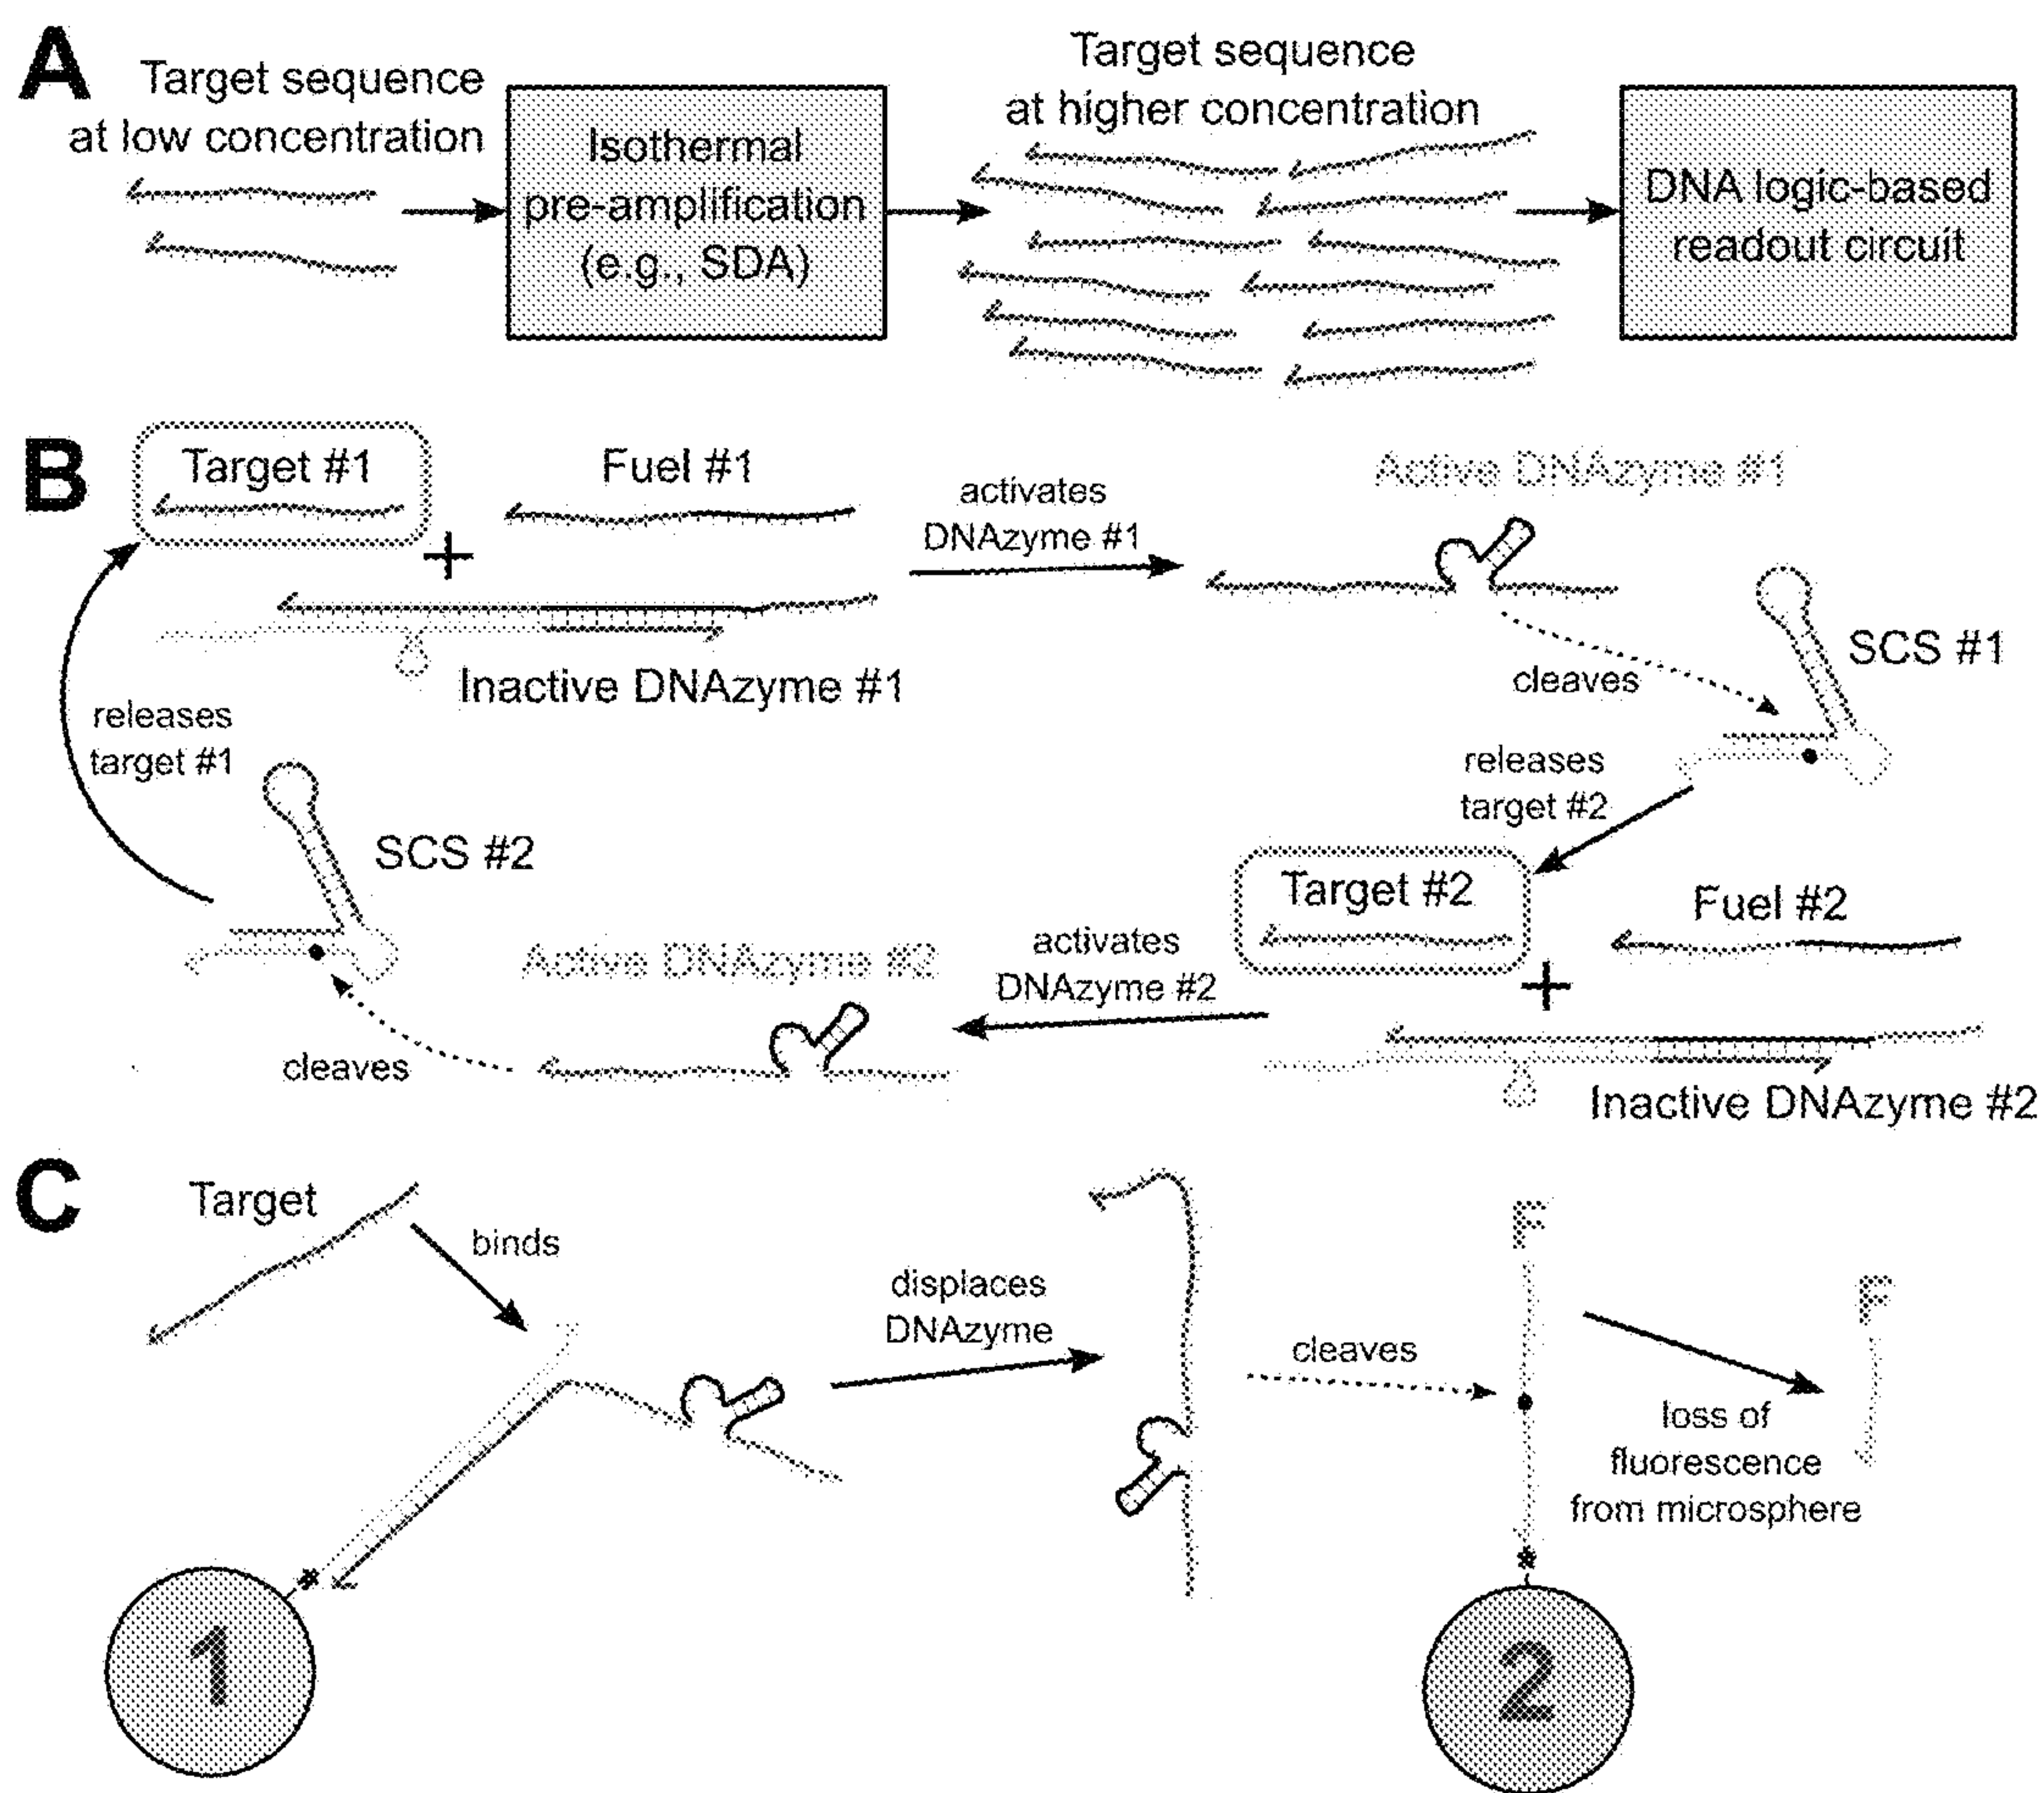 A
Target sequence
at low concentration
Isothermal
pre-amplification
(e.g., SDA)
Target sequence
at higher concentration
DNA logic-based
readout circuit
B
Target #1
Fuel #1
+
Inactive DNAzyme #1
activates
DNAzyme #1
Active DNAzyme #1
cleaves
SCS #1
releases
target #2
Target #2
Fuel #2
+
Inactive DNAzyme #2
activates
DNAzyme #2
Active DNAzyme #2
cleaves
SCS #2
releases
target #1
C
Target
binds
displaces
DNAzyme
cleaves
F
loss of
fluorescence
from microsphere
F
*
1
*
2